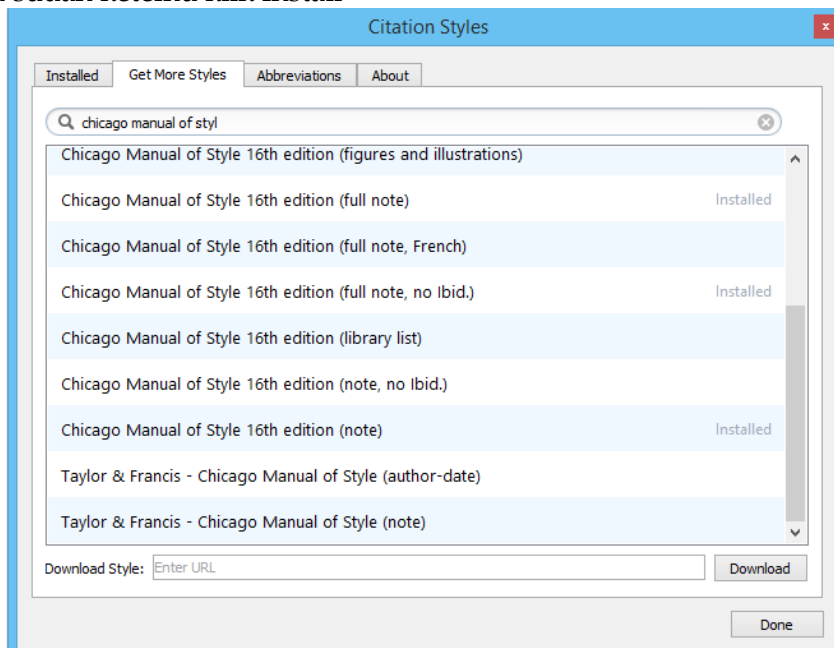 Citation Styles
x
Installed Get More Styles Abbreviations About
chicago manual of styl
Chicago Manual of Style 16th edition (figures and illustrations)
Chicago Manual of Style 16th edition (full note) Installed
Chicago Manual of Style 16th edition (full note, French)
Chicago Manual of Style 16th edition (full note, no Ibid.) Installed
Chicago Manual of Style 16th edition (library list)
Chicago Manual of Style 16th edition (note, no Ibid.)
Chicago Manual of Style 16th edition (note) Installed
Taylor & Francis - Chicago Manual of Style (author-date)
Taylor & Francis - Chicago Manual of Style (note)
Download Style: Enter URL Download
Done